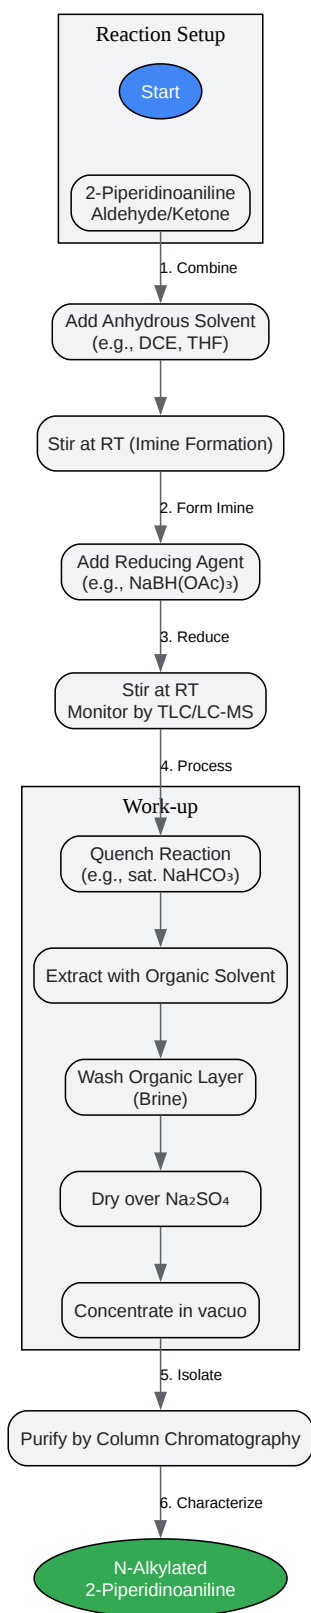 Reaction Setup
Start
2-Piperidinoaniline
Aldehyde/Ketone
1. Combine
Add Anhydrous Solvent
(e.g., DCE, THF)
Stir at RT (Imine Formation)
2. Form Imine
Add Reducing Agent
(e.g., NaBH(OAc)₃)
3. Reduce
Stir at RT
Monitor by TLC/LC-MS
4. Process
Work-up
Quench Reaction
(e.g., sat. NaHCO₃)
Extract with Organic Solvent
Wash Organic Layer
(Brine)
Dry over Na₂SO₄
Concentrate in vacuo
5. Isolate
Purify by Column Chromatography
6. Characterize
N-Alkylated
2-Piperidinoaniline